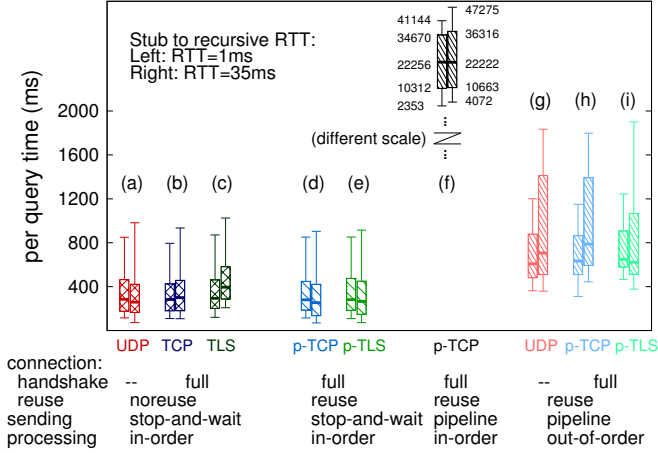 41144 47275
34670 36316
22256 22222
10312 10663
2353 4072
Stub to recursive RTT:
Left: RTT=1ms
Right: RTT=35ms
(different scale)
per query time (ms)
2000
1600
1200
800
400
(a) (b) (c) (d) (e) (f) (g) (h) (i)
UDP TCP TLS p-TCP p-TLS p-TCP UDP p-TCP p-TLS
connection:
handshake -- full full full -- full
reuse noreuse reuse reuse reuse
sending stop-and-wait stop-and-wait pipeline pipeline
processing in-order in-order in-order out-of-order